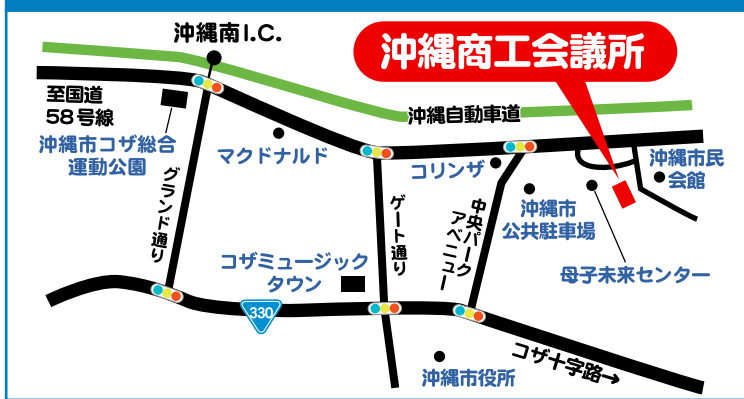 沖縄南I.C.
沖縄商工会議所
至国道
58号線
沖縄自動車道
沖縄市コザ総合
運動公園
マクドナルド
コリンザ
沖縄市民
会館
グランド通り
ゲート通り
中央パーク
アベニュー
沖縄市
公共駐車場
コザミュージック
タウン
母子未来センター
330
コザ十字路→
沖縄市役所